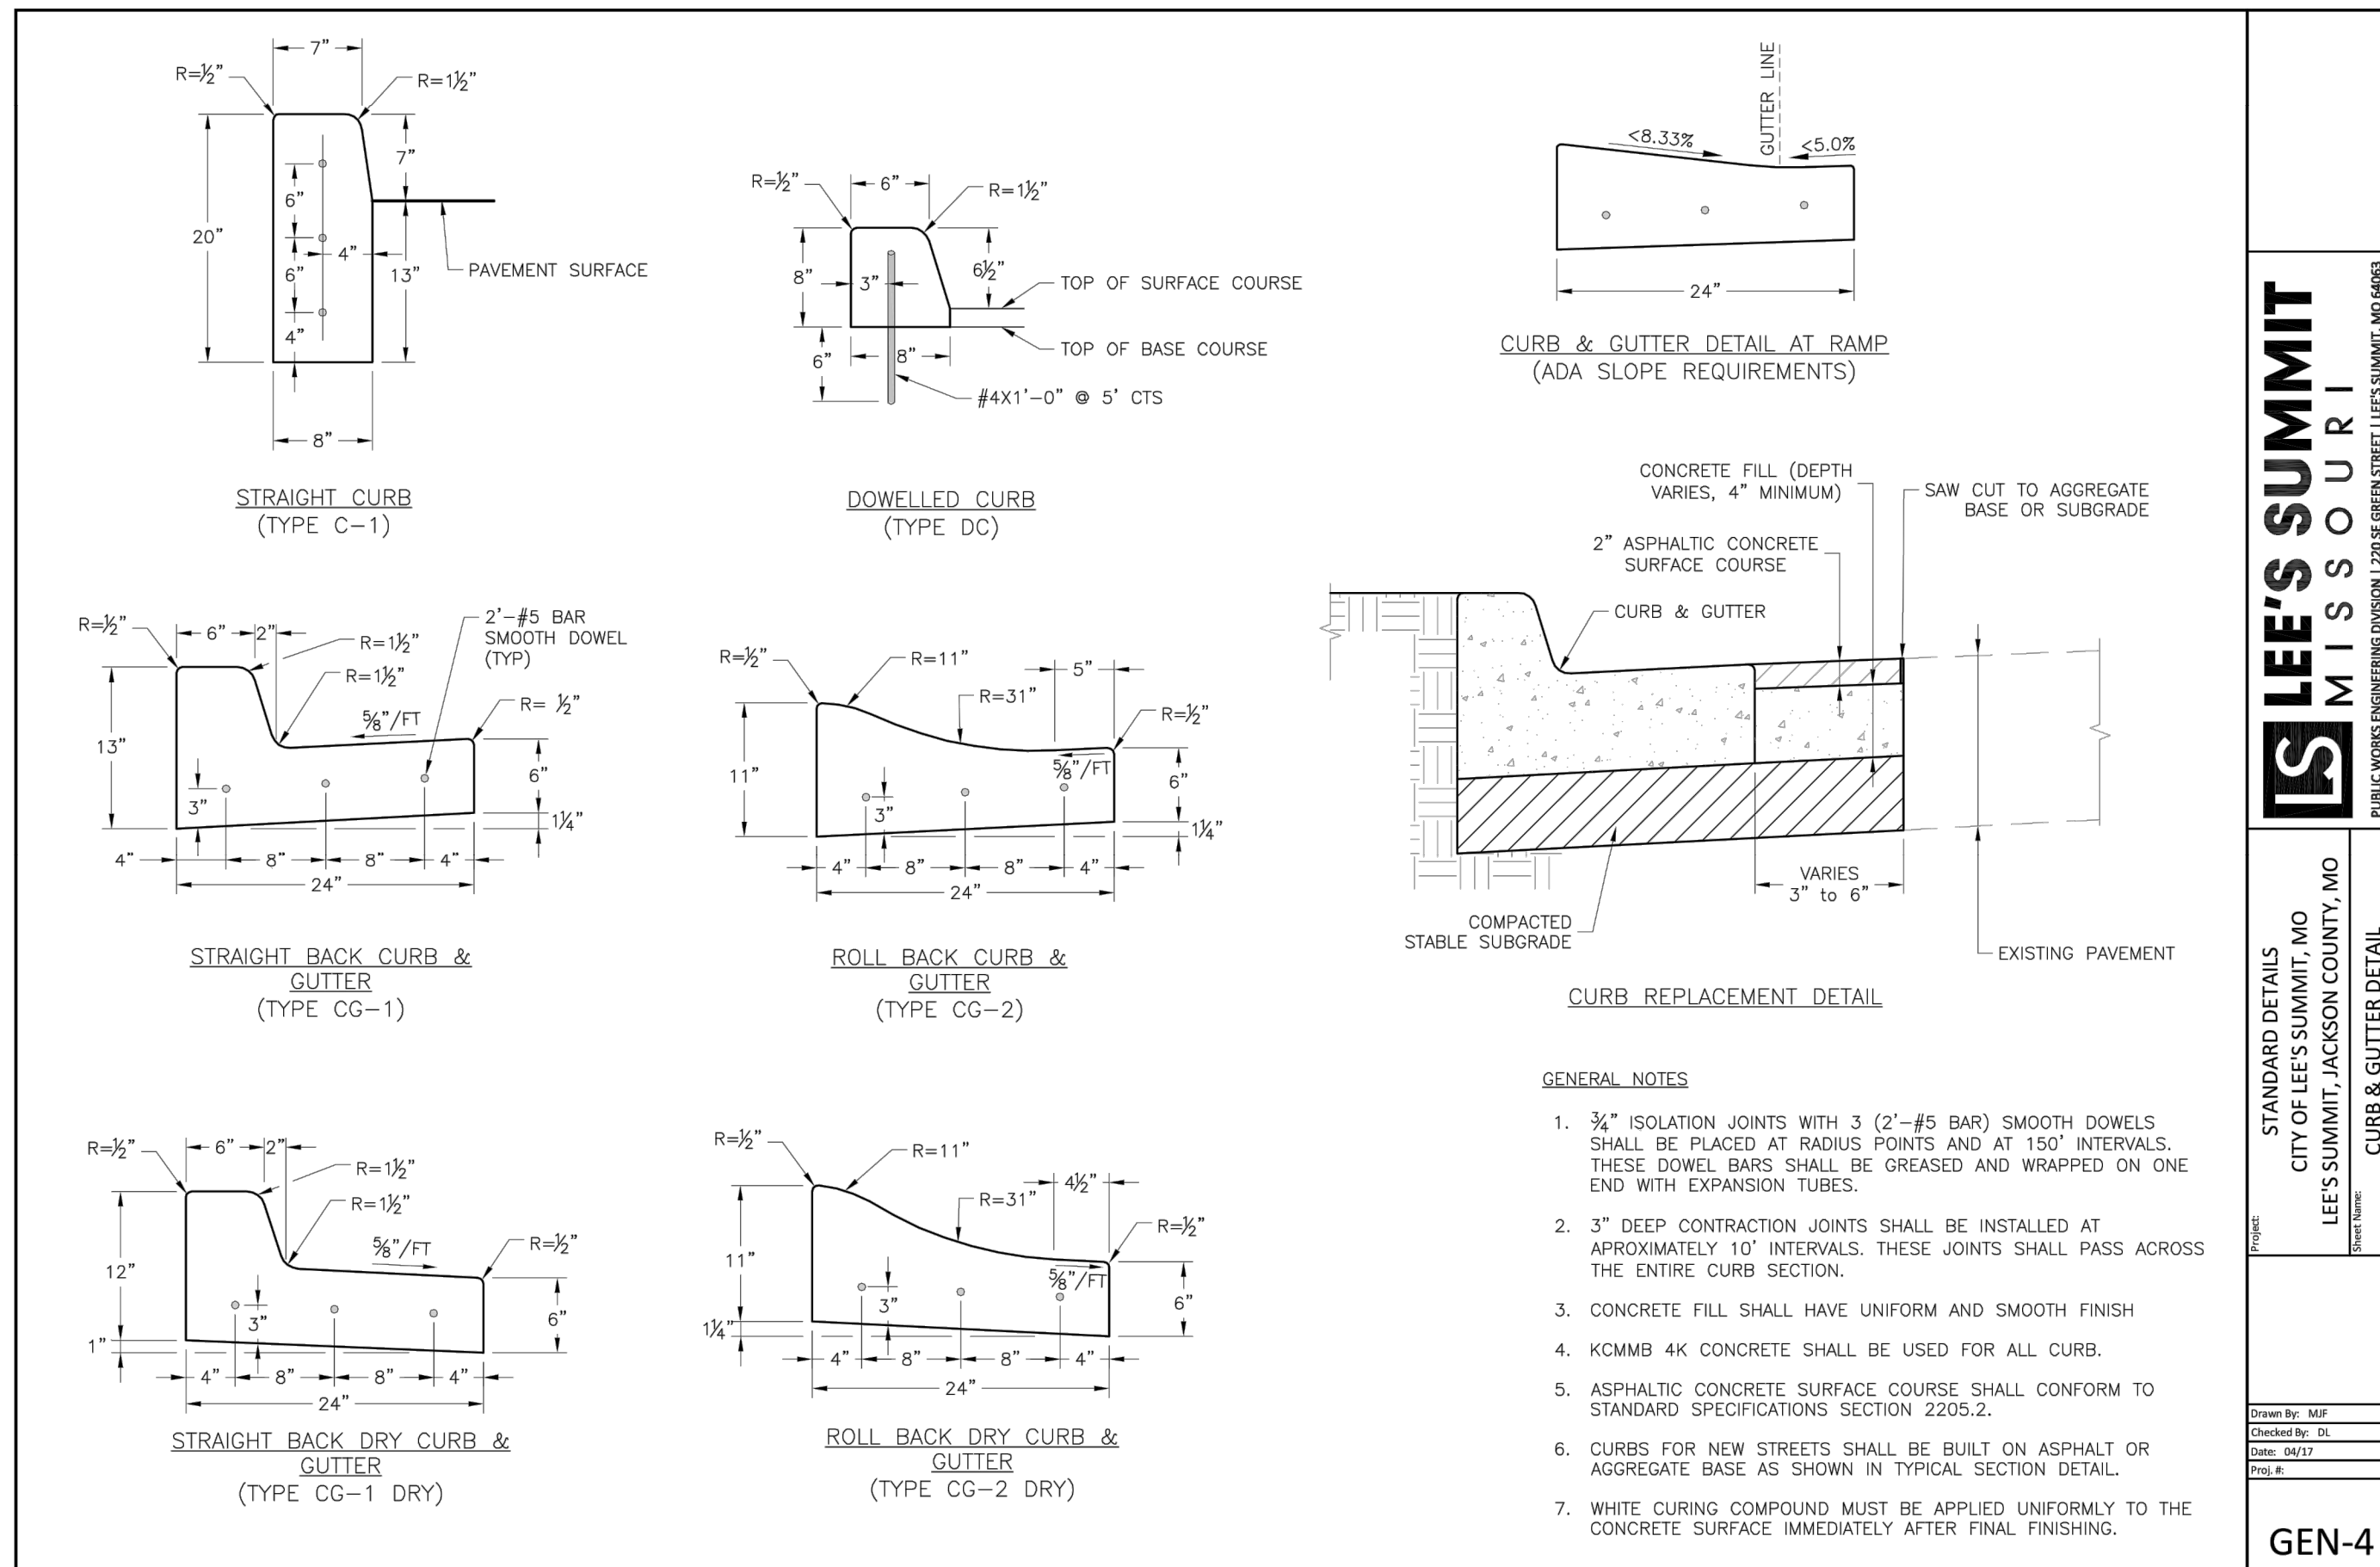 7"
R=½"
R=1½"
20"
7"
6"
6"
4"
4"
13"
PAVEMENT SURFACE
8"
STRAIGHT CURB
(TYPE C-1)
R=½"
6"
R=1½"
8"
3"
6½"
TOP OF SURFACE COURSE
TOP OF BASE COURSE
6"
8"
#4X1'-0" @ 5' CTS
DOWELLED CURB
(TYPE DC)
GUTTER LINE
<8.33%
<5.0%
24"
CURB & GUTTER DETAIL AT RAMP
(ADA SLOPE REQUIREMENTS)
R=½"
6"
2"
R=1½"
R=1½"
2'-#5 BAR
SMOOTH DOWEL
(TYP)
⅝"/FT
R= ½"
13"
3"
6"
1¼"
4"
8"
8"
4"
24"
STRAIGHT BACK CURB &
GUTTER
(TYPE CG-1)
R=½"
R=11"
R=31"
5"
R=½"
⅝"/FT
11"
3"
6"
1¼"
4"
8"
8"
4"
24"
ROLL BACK CURB &
GUTTER
(TYPE CG-2)
CONCRETE FILL (DEPTH
VARIES, 4" MINIMUM)
SAW CUT TO AGGREGATE
BASE OR SUBGRADE
2" ASPHALTIC CONCRETE
SURFACE COURSE
CURB & GUTTER
VARIES
3" to 6"
COMPACTED
STABLE SUBGRADE
EXISTING PAVEMENT
CURB REPLACEMENT DETAIL
R=½"
6"
2"
R=1½"
R=1½"
⅝"/FT
R=½"
12"
3"
1"
6"
4"
8"
8"
4"
24"
STRAIGHT BACK DRY CURB &
GUTTER
(TYPE CG-1 DRY)
R=½"
R=11"
R=31"
4½"
R=½"
⅝"/FT
11"
3"
1¼"
6"
4"
8"
8"
4"
24"
ROLL BACK DRY CURB &
GUTTER
(TYPE CG-2 DRY)
GENERAL NOTES
1. ¾" ISOLATION JOINTS WITH 3 (2'-#5 BAR) SMOOTH DOWELS
SHALL BE PLACED AT RADIUS POINTS AND AT 150' INTERVALS.
THESE DOWEL BARS SHALL BE GREASED AND WRAPPED ON ONE
END WITH EXPANSION TUBES.
2. 3" DEEP CONTRACTION JOINTS SHALL BE INSTALLED AT
APROXIMATELY 10' INTERVALS. THESE JOINTS SHALL PASS ACROSS
THE ENTIRE CURB SECTION.
3. CONCRETE FILL SHALL HAVE UNIFORM AND SMOOTH FINISH
4. KCMMB 4K CONCRETE SHALL BE USED FOR ALL CURB.
5. ASPHALTIC CONCRETE SURFACE COURSE SHALL CONFORM TO
STANDARD SPECIFICATIONS SECTION 2205.2.
6. CURBS FOR NEW STREETS SHALL BE BUILT ON ASPHALT OR
AGGREGATE BASE AS SHOWN IN TYPICAL SECTION DETAIL.
7. WHITE CURING COMPOUND MUST BE APPLIED UNIFORMLY TO THE
CONCRETE SURFACE IMMEDIATELY AFTER FINAL FINISHING.
LS
LEE'S SUMMIT
MISSOURI
PUBLIC WORKS ENGINEERING DIVISION | 220 SE GREEN STREET | LEE'S SUMMIT, MO 64063
Project:
STANDARD DETAILS
CITY OF LEE'S SUMMIT, MO
LEE'S SUMMIT, JACKSON COUNTY, MO
Sheet Name:
CURB & GUTTER DETAIL
Drawn By: MJF
Checked By: DL
Date: 04/17
Proj. #:
GEN-4